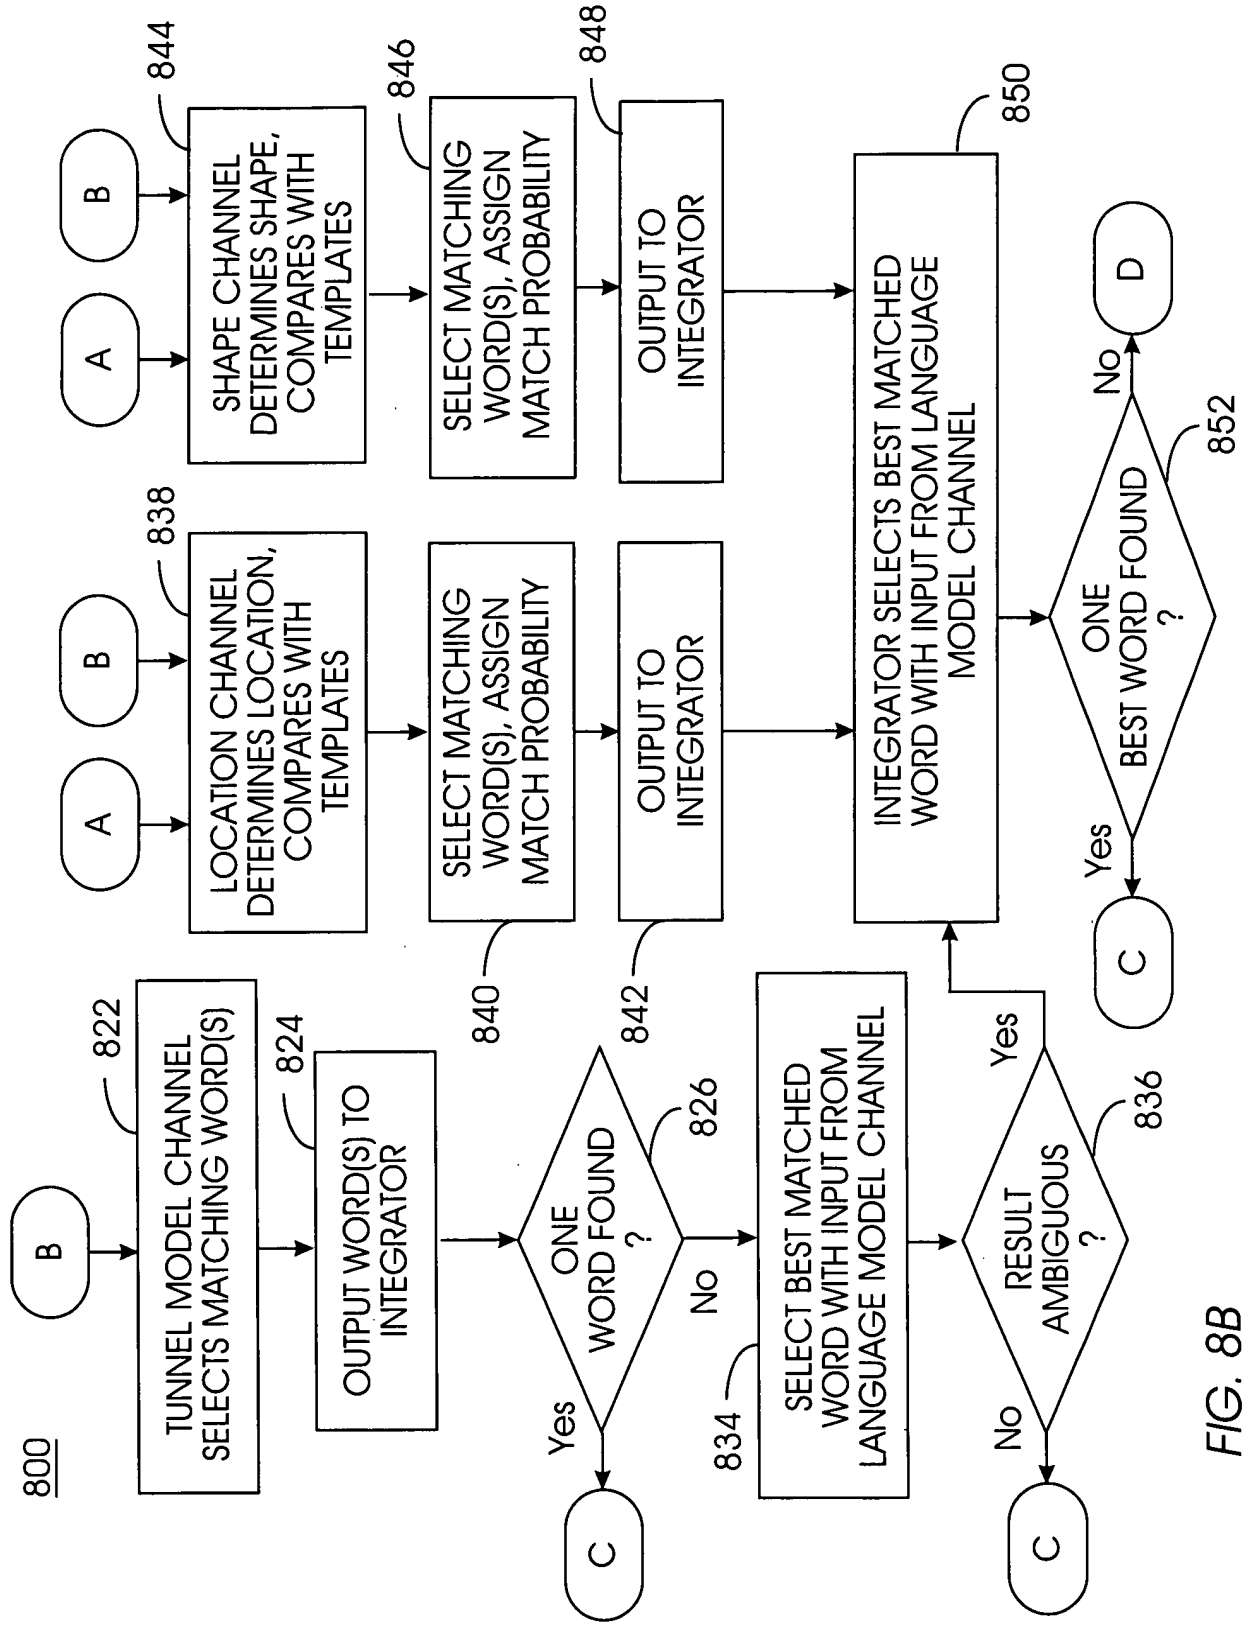 800
B
822
TUNNEL MODEL CHANNEL
SELECTS MATCHING WORD(S)
824
OUTPUT WORD(S) TO
INTEGRATOR
ONE
WORD FOUND
?
826
Yes
C
No
834
SELECT BEST MATCHED
WORD WITH INPUT FROM
LANGUAGE MODEL CHANNEL
RESULT
AMBIGUOUS
?
836
No
C
Yes
A
B
838
LOCATION CHANNEL
DETERMINES LOCATION,
COMPARES WITH
TEMPLATES
840
SELECT MATCHING
WORD(S), ASSIGN
MATCH PROBABILITY
842
OUTPUT TO
INTEGRATOR
A
B
844
SHAPE CHANNEL
DETERMINES SHAPE,
COMPARES WITH
TEMPLATES
846
SELECT MATCHING
WORD(S), ASSIGN
MATCH PROBABILITY
848
OUTPUT TO
INTEGRATOR
850
INTEGRATOR SELECTS BEST MATCHED
WORD WITH INPUT FROM LANGUAGE
MODEL CHANNEL
ONE
BEST WORD FOUND
?
852
Yes
C
No
D
FIG. 8B